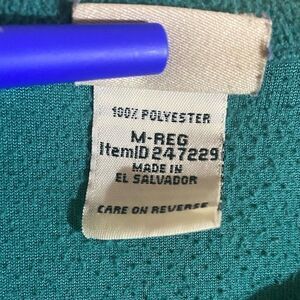 100% POLYESTER
M-REG
ItemID 247229
MADE IN
EL SALVADOR
CARE ON REVERSE